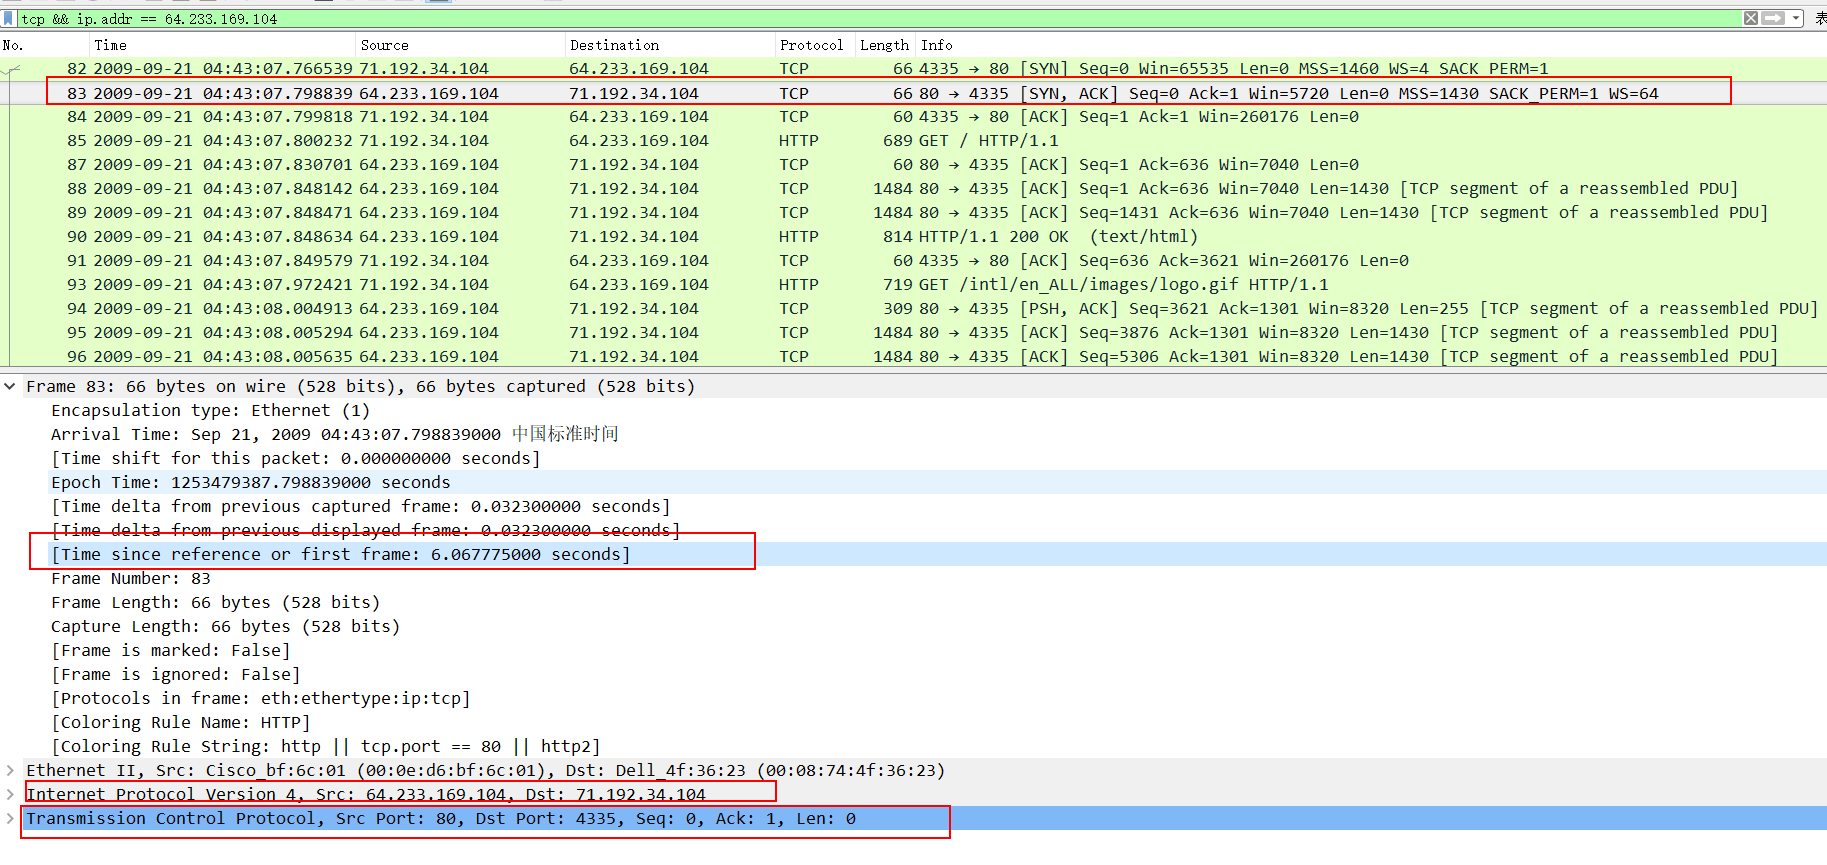 tcp && ip.addr == 64.233.169.104
No. Time Source Destination Protocol Length Info
82 2009-09-21 04:43:07.766539 71.192.34.104 64.233.169.104 TCP 66 4335 → 80 [SYN] Seq=0 Win=65535 Len=0 MSS=1460 WS=4 SACK_PERM=1
83 2009-09-21 04:43:07.798839 64.233.169.104 71.192.34.104 TCP 66 80 → 4335 [SYN, ACK] Seq=0 Ack=1 Win=5720 Len=0 MSS=1430 SACK_PERM=1 WS=64
84 2009-09-21 04:43:07.799818 71.192.34.104 64.233.169.104 TCP 60 4335 → 80 [ACK] Seq=1 Ack=1 Win=260176 Len=0
85 2009-09-21 04:43:07.800232 71.192.34.104 64.233.169.104 HTTP 689 GET / HTTP/1.1
87 2009-09-21 04:43:07.830701 64.233.169.104 71.192.34.104 TCP 60 80 → 4335 [ACK] Seq=1 Ack=636 Win=7040 Len=0
88 2009-09-21 04:43:07.848142 64.233.169.104 71.192.34.104 TCP 1484 80 → 4335 [ACK] Seq=1 Ack=636 Win=7040 Len=1430 [TCP segment of a reassembled PDU]
89 2009-09-21 04:43:07.848471 64.233.169.104 71.192.34.104 TCP 1484 80 → 4335 [ACK] Seq=1431 Ack=636 Win=7040 Len=1430 [TCP segment of a reassembled PDU]
90 2009-09-21 04:43:07.848634 64.233.169.104 71.192.34.104 HTTP 814 HTTP/1.1 200 OK (text/html)
91 2009-09-21 04:43:07.849579 71.192.34.104 64.233.169.104 TCP 60 4335 → 80 [ACK] Seq=636 Ack=3621 Win=260176 Len=0
93 2009-09-21 04:43:07.972421 71.192.34.104 64.233.169.104 HTTP 719 GET /intl/en_ALL/images/logo.gif HTTP/1.1
94 2009-09-21 04:43:08.004913 64.233.169.104 71.192.34.104 TCP 309 80 → 4335 [PSH, ACK] Seq=3621 Ack=1301 Win=8320 Len=255 [TCP segment of a reassembled PDU]
95 2009-09-21 04:43:08.005294 64.233.169.104 71.192.34.104 TCP 1484 80 → 4335 [ACK] Seq=3876 Ack=1301 Win=8320 Len=1430 [TCP segment of a reassembled PDU]
96 2009-09-21 04:43:08.005635 64.233.169.104 71.192.34.104 TCP 1484 80 → 4335 [ACK] Seq=5306 Ack=1301 Win=8320 Len=1430 [TCP segment of a reassembled PDU]
Frame 83: 66 bytes on wire (528 bits), 66 bytes captured (528 bits)
Encapsulation type: Ethernet (1)
Arrival Time: Sep 21, 2009 04:43:07.798839000 中国标准时间
[Time shift for this packet: 0.000000000 seconds]
Epoch Time: 1253479387.798839000 seconds
[Time delta from previous captured frame: 0.032300000 seconds]
[Time delta from previous displayed frame: 0.032300000 seconds]
[Time since reference or first frame: 6.067775000 seconds]
Frame Number: 83
Frame Length: 66 bytes (528 bits)
Capture Length: 66 bytes (528 bits)
[Frame is marked: False]
[Frame is ignored: False]
[Protocols in frame: eth:ethertype:ip:tcp]
[Coloring Rule Name: HTTP]
[Coloring Rule String: http || tcp.port == 80 || http2]
Ethernet II, Src: Cisco_bf:6c:01 (00:0e:d6:bf:6c:01), Dst: Dell_4f:36:23 (00:08:74:4f:36:23)
Internet Protocol Version 4, Src: 64.233.169.104, Dst: 71.192.34.104
Transmission Control Protocol, Src Port: 80, Dst Port: 4335, Seq: 0, Ack: 1, Len: 0